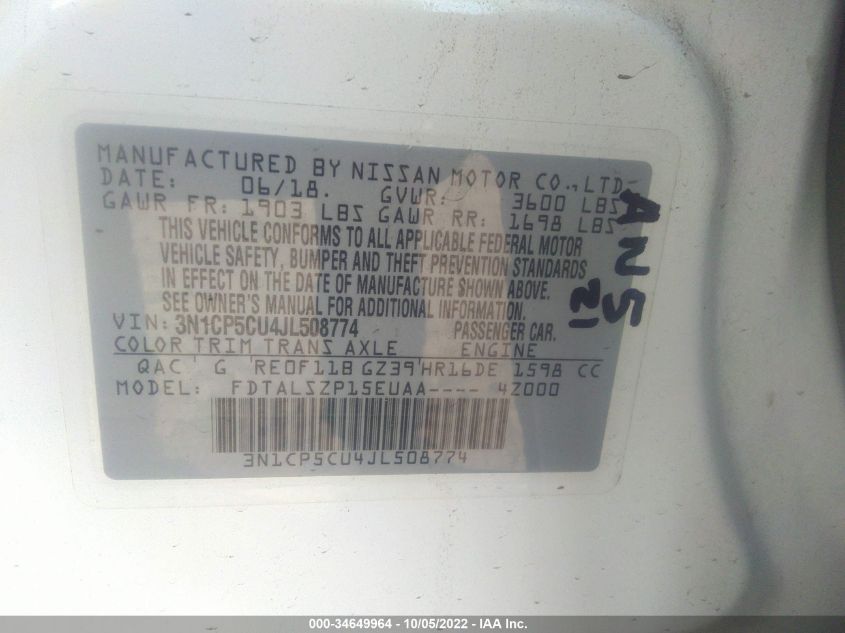 MANUFACTURED BY NISSAN MOTOR CO., LTD-
DATE: 06/18. GVWR: 3600 LBS
GAWR FR: 1903 LBS GAWR RR: 1698 LBS
THIS VEHICLE CONFORMS TO ALL APPLICABLE FEDERAL MOTOR
VEHICLE SAFETY, BUMPER AND THEFT PREVENTION STANDARDS
IN EFFECT ON THE DATE OF MANUFACTURE SHOWN ABOVE.
SEE OWNER'S MANUAL FOR ADDITIONAL INFORMATION.
VIN: 3N1CP5CU4JL508774 PASSENGER CAR.
COLOR TRIM TRANS AXLE ENGINE
QAC G RE0F11B GZ39 HR16DE 1598 CC
MODEL: FDTALSZP15EUAA---- 4Z000
3N1CP5CU4JL508774
ANS
21
000-34649964 - 10/05/2022 - IAA Inc.